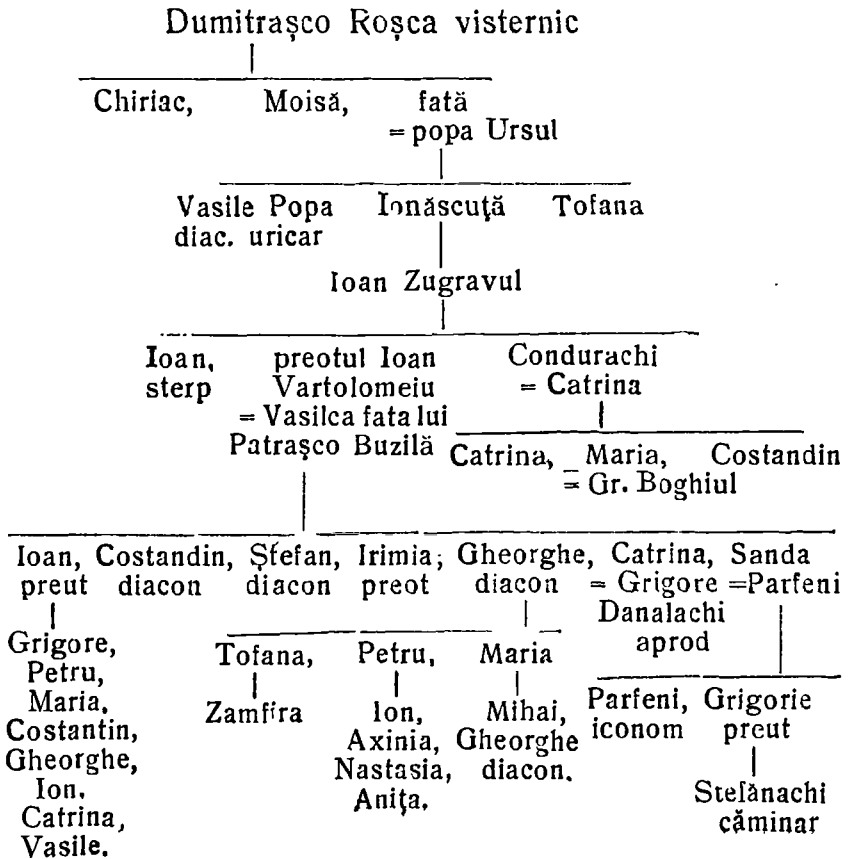 Dumitrașco Roșca visternic
Chiriac, Moisă, fată
= popa Ursul
Vasile Popa Ionăscuță Tofana
diac. uricar
Ioan Zugravul
Ioan, preotul Ioan Condurachi
sterp Vartolomeiu = Catrina
= Vasilca fata lui
Patrașco Buzilă
Catrina, Maria, Costandin
= Gr. Boghiul
Ioan, Costandin, Ștefan, Irimia, Gheorghe, Catrina, Sanda
preut diacon diacon preot diacon = Grigore =Parfeni
Danalachi
aprod
Grigore,
Petru,
Maria,
Costantin,
Gheorghe,
Ion.
Catrina,
Vasile.
Tofana, Petru, Maria
Zamfira Ion, Mihai,
Axinia, Gheorghe
Nastasia, diacon.
Anița.
Parfeni, Grigorie
iconom preut
Stefănachi
căminar